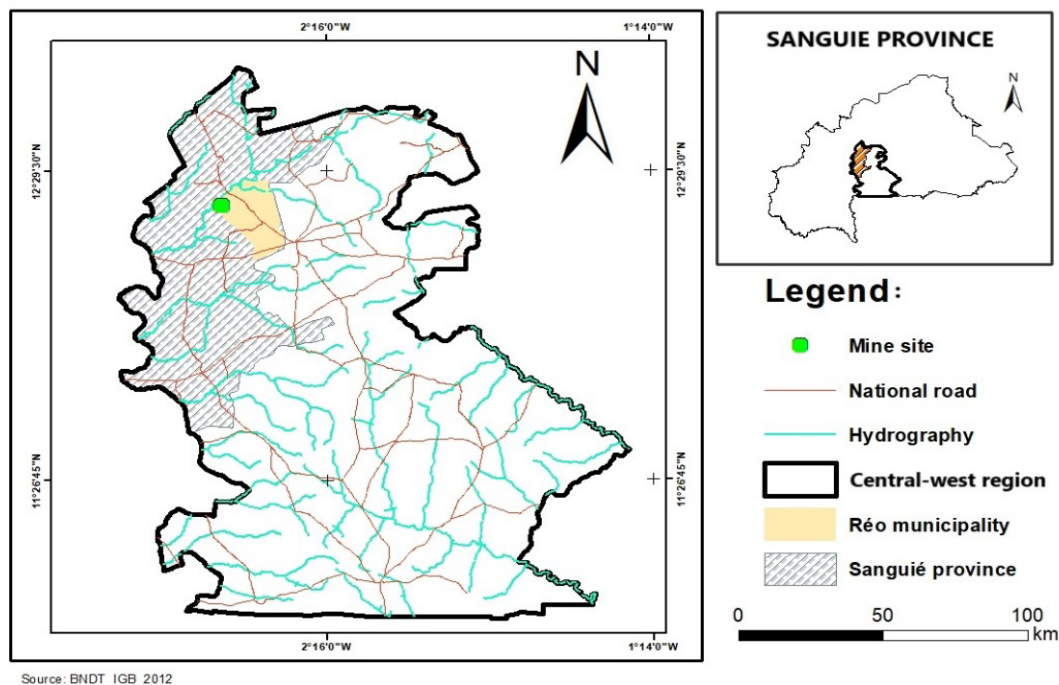 2°16'0"W
1°14'0"W
N
12°29'30"N
12°29'30"N
11°26'45"N
11°26'45"N
2°16'0"W
1°14'0"W
SANGUIE PROVINCE
N
Legend :
Mine site
National road
Hydrography
Central-west region
Réo municipality
Sanguié province
0 50 100
km
Source: BNDT IGB 2012